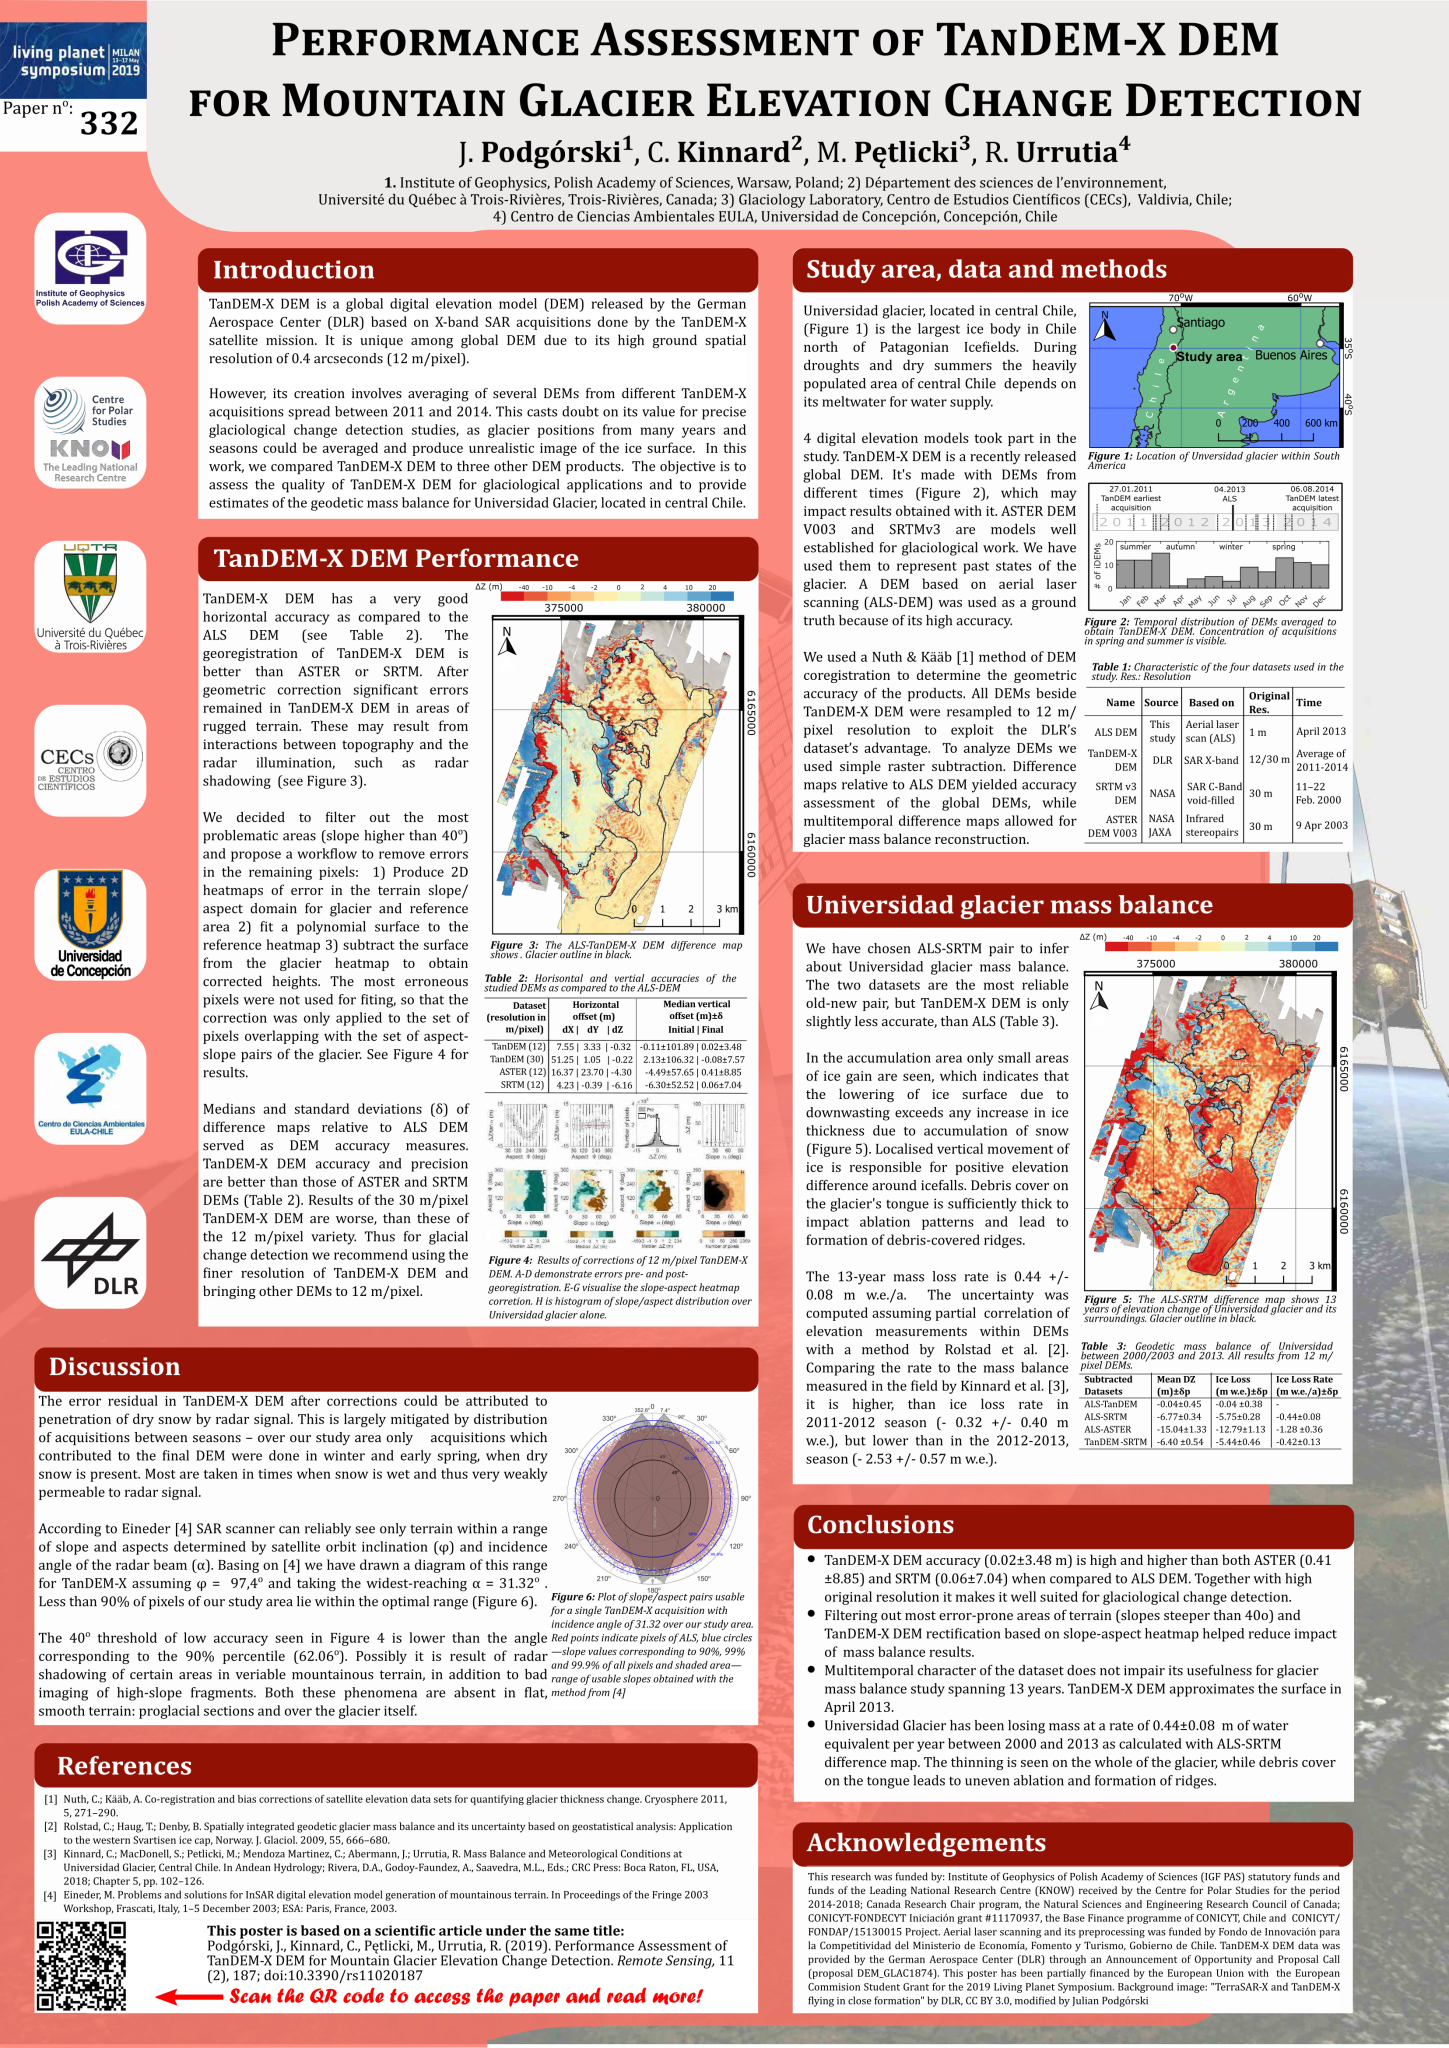 living planet symposium MILAN 13-17 May 2019
Paper nº: 332
PERFORMANCE ASSESSMENT OF TANDEM-X DEM
FOR MOUNTAIN GLACIER ELEVATION CHANGE DETECTION
J. Podgórski1, C. Kinnard2, M. Pętlicki3, R. Urrutia4
1. Institute of Geophysics, Polish Academy of Sciences, Warsaw, Poland; 2) Département des sciences de l'environnement,
Université du Québec à Trois-Rivières, Trois-Rivières, Canada; 3) Glaciology Laboratory, Centro de Estudios Científicos (CECs), Valdivia, Chile;
4) Centro de Ciencias Ambientales EULA, Universidad de Concepción, Concepción, Chile
Institute of Geophysics
Polish Academy of Sciences
Centre
for Polar
Studies
KNOW
The Leading National
Research Centre
UQTR
Université du Québec
à Trois-Rivières
CECs
CENTRO
DE ESTUDIOS
CIENTÍFICOS
Universidad
de Concepción
Centro de Ciencias Ambientales
EULA-CHILE
DLR
Introduction
TanDEM-X DEM is a global digital elevation model (DEM) released by the German
Aerospace Center (DLR) based on X-band SAR acquisitions done by the TanDEM-X
satellite mission. It is unique among global DEM due to its high ground spatial
resolution of 0.4 arcseconds (12 m/pixel).
However, its creation involves averaging of several DEMs from different TanDEM-X
acquisitions spread between 2011 and 2014. This casts doubt on its value for precise
glaciological change detection studies, as glacier positions from many years and
seasons could be averaged and produce unrealistic image of the ice surface. In this
work, we compared TanDEM-X DEM to three other DEM products. The objective is to
assess the quality of TanDEM-X DEM for glaciological applications and to provide
estimates of the geodetic mass balance for Universidad Glacier, located in central Chile.
TanDEM-X DEM Performance
TanDEM-X DEM has a very good
horizontal accuracy as compared to the
ALS DEM (see Table 2). The
georegistration of TanDEM-X DEM is
better than ASTER or SRTM. After
geometric correction significant errors
remained in TanDEM-X DEM in areas of
rugged terrain. These may result from
interactions between topography and the
radar illumination, such as radar
shadowing (see Figure 3).
We decided to filter out the most
problematic areas (slope higher than 40º)
and propose a workflow to remove errors
in the remaining pixels: 1) Produce 2D
heatmaps of error in the terrain slope/
aspect domain for glacier and reference
area 2) fit a polynomial surface to the
reference heatmap 3) subtract the surface
from the glacier heatmap to obtain
corrected heights. The most erroneous
pixels were not used for fiting, so that the
correction was only applied to the set of
pixels overlapping with the set of aspect-
slope pairs of the glacier. See Figure 4 for
results.
Medians and standard deviations (δ) of
difference maps relative to ALS DEM
served as DEM accuracy measures.
TanDEM-X DEM accuracy and precision
are better than those of ASTER and SRTM
DEMs (Table 2). Results of the 30 m/pixel
TanDEM-X DEM are worse, than these of
the 12 m/pixel variety. Thus for glacial
change detection we recommend using the
finer resolution of TanDEM-X DEM and
bringing other DEMs to 12 m/pixel.
ΔZ (m) -40 -10 -4 -2 0 2 4 10 20
375000 380000
N
6165000
6160000
0 1 2 3 km
Figure 3: The ALS-TanDEM-X DEM difference map
shows . Glacier outline in black.
Table 2: Horisontal and vertial accuracies of the
studied DEMs as compared to the ALS-DEM
Dataset (resolution in m/pixel) Horizontal offset (m) dX | dY | dZ Median vertical offset (m)±δ Initial | Final
TanDEM (12) 7.55 | 3.33 | -0.32 -0.11±101.89 | 0.02±3.48
TanDEM (30) 51.25 | 1.05 | -0.22 2.13±106.32 | -0.08±7.57
ASTER (12) 16.37 | 23.70 | -4.30 -4.49±57.65 | 0.41±8.85
SRTM (12) 4.23 | -0.39 | -6.16 -6.30±52.52 | 0.06±7.04
Figure 4: Results of corrections of 12 m/pixel TanDEM-X
DEM. A-D demonstrate errors pre- and post-
georegistration. E-G visualise the slope-aspect heatmap
corretion. H is histogram of slope/aspect distribution over
Universidad glacier alone.
Study area, data and methods
Universidad glacier, located in central Chile,
(Figure 1) is the largest ice body in Chile
north of Patagonian Icefields. During
droughts and dry summers the heavily
populated area of central Chile depends on
its meltwater for water supply.
4 digital elevation models took part in the
study. TanDEM-X DEM is a recently released
global DEM. It's made with DEMs from
different times (Figure 2), which may
impact results obtained with it. ASTER DEM
V003 and SRTMv3 are models well
established for glaciological work. We have
used them to represent past states of the
glacier. A DEM based on aerial laser
scanning (ALS-DEM) was used as a ground
truth because of its high accuracy.
We used a Nuth & Kääb [1] method of DEM
coregistration to determine the geometric
accuracy of the products. All DEMs beside
TanDEM-X DEM were resampled to 12 m/
pixel resolution to exploit the DLR's
dataset's advantage. To analyze DEMs we
used simple raster subtraction. Difference
maps relative to ALS DEM yielded accuracy
assessment of the global DEMs, while
multitemporal difference maps allowed for
glacier mass balance reconstruction.
70ºW 60ºW
N
Santiago
Study area
Buenos Aires
Chile
Argentina
35ºS
40ºS
0 200 400 600 km
Figure 1: Location of Unversidad glacier within South
America
27.01.2011 TanDEM earliest acquisition
04.2013 ALS
06.08.2014 TanDEM latest acquisition
2011 2012 2013 2014
# of iDEMs
20
10
0
summer autumn winter spring
Jan Feb Mar Apr May Jun Jul Aug Sep Oct Nov Dec
Figure 2: Temporal distribution of DEMs averaged to
obtain TanDEM-X DEM. Concentration of acquisitions
in spring and summer is visible.
Table 1: Characteristic of the four datasets used in the
study. Res.: Resolution
Name Source Based on Original Res. Time
ALS DEM This study Aerial laser scan (ALS) 1 m April 2013
TanDEM-X DEM DLR SAR X-band 12/30 m Average of 2011-2014
SRTM v3 DEM NASA SAR C-Band void-filled 30 m 11–22 Feb. 2000
ASTER DEM V003 NASA JAXA Infrared stereopairs 30 m 9 Apr 2003
Universidad glacier mass balance
We have chosen ALS-SRTM pair to infer
about Universidad glacier mass balance.
The two datasets are the most reliable
old-new pair, but TanDEM-X DEM is only
slightly less accurate, than ALS (Table 3).
In the accumulation area only small areas
of ice gain are seen, which indicates that
the lowering of ice surface due to
downwasting exceeds any increase in ice
thickness due to accumulation of snow
(Figure 5). Localised vertical movement of
ice is responsible for positive elevation
difference around icefalls. Debris cover on
the glacier's tongue is sufficiently thick to
impact ablation patterns and lead to
formation of debris-covered ridges.
The 13-year mass loss rate is 0.44 +/-
0.08 m w.e./a. The uncertainty was
computed assuming partial correlation of
elevation measurements within DEMs
with a method by Rolstad et al. [2].
Comparing the rate to the mass balance
measured in the field by Kinnard et al. [3],
it is higher, than ice loss rate in
2011-2012 season (- 0.32 +/- 0.40 m
w.e.), but lower than in the 2012-2013,
season (- 2.53 +/- 0.57 m w.e.).
ΔZ (m) -40 -10 -4 -2 0 2 4 10 20
375000 380000
N
6165000
6160000
0 1 2 3 km
Figure 5: The ALS-SRTM difference map shows 13
years of elevation change of Universidad glacier and its
surroundings. Glacier outline in black.
Table 3: Geodetic mass balance of Universidad
between 2000/2003 and 2013. All results from 12 m/
pixel DEMs.
Subtracted Datasets Mean DZ (m)±δp Ice Loss (m w.e.)±δp Ice Loss Rate (m w.e./a)±δp
ALS-TanDEM -0.04±0.45 -0.04 ±0.38 -
ALS-SRTM -6.77±0.34 -5.75±0.28 -0.44±0.08
ALS-ASTER -15.04±1.33 -12.79±1.13 -1.28 ±0.36
TanDEM-SRTM -6.40 ±0.54 -5.44±0.46 -0.42±0.13
Discussion
The error residual in TanDEM-X DEM after corrections could be attributed to
penetration of dry snow by radar signal. This is largely mitigated by distribution
of acquisitions between seasons – over our study area only acquisitions which
contributed to the final DEM were done in winter and early spring, when dry
snow is present. Most are taken in times when snow is wet and thus very weakly
permeable to radar signal.
According to Eineder [4] SAR scanner can reliably see only terrain within a range
of slope and aspects determined by satellite orbit inclination (φ) and incidence
angle of the radar beam (α). Basing on [4] we have drawn a diagram of this range
for TanDEM-X assuming φ = 97,4º and taking the widest-reaching α = 31.32º .
Less than 90% of pixels of our study area lie within the optimal range (Figure 6).
The 40º threshold of low accuracy seen in Figure 4 is lower than the angle
corresponding to the 90% percentile (62.06º). Possibly it is result of radar
shadowing of certain areas in veriable mountainous terrain, in addition to bad
imaging of high-slope fragments. Both these phenomena are absent in flat,
smooth terrain: proglacial sections and over the glacier itself.
352.6° 0 7.4°
330° 30°
300° 60°
270° 90°
240° 120°
210° 150°
180°
Figure 6: Plot of slope/aspect pairs usable
for a single TanDEM-X acquisition with
incidence angle of 31.32 over our study area.
Red points indicate pixels of ALS, blue circles
—slope values corresponding to 90%, 99%
and 99.9% of all pixels and shaded area—
range of usable slopes obtained with the
method from [4]
Conclusions
• TanDEM-X DEM accuracy (0.02±3.48 m) is high and higher than both ASTER (0.41
±8.85) and SRTM (0.06±7.04) when compared to ALS DEM. Together with high
original resolution it makes it well suited for glaciological change detection.
• Filtering out most error-prone areas of terrain (slopes steeper than 40o) and
TanDEM-X DEM rectification based on slope-aspect heatmap helped reduce impact
of mass balance results.
• Multitemporal character of the dataset does not impair its usefulness for glacier
mass balance study spanning 13 years. TanDEM-X DEM approximates the surface in
April 2013.
• Universidad Glacier has been losing mass at a rate of 0.44±0.08 m of water
equivalent per year between 2000 and 2013 as calculated with ALS-SRTM
difference map. The thinning is seen on the whole of the glacier, while debris cover
on the tongue leads to uneven ablation and formation of ridges.
References
[1] Nuth, C.; Kääb, A. Co-registration and bias corrections of satellite elevation data sets for quantifying glacier thickness change. Cryosphere 2011,
5, 271–290.
[2] Rolstad, C.; Haug, T.; Denby, B. Spatially integrated geodetic glacier mass balance and its uncertainty based on geostatistical analysis: Application
to the western Svartisen ice cap, Norway. J. Glaciol. 2009, 55, 666–680.
[3] Kinnard, C.; MacDonell, S.; Petlicki, M.; Mendoza Martinez, C.; Abermann, J.; Urrutia, R. Mass Balance and Meteorological Conditions at
Universidad Glacier, Central Chile. In Andean Hydrology; Rivera, D.A., Godoy-Faundez, A., Saavedra, M.L., Eds.; CRC Press: Boca Raton, FL, USA,
2018; Chapter 5, pp. 102–126.
[4] Eineder, M. Problems and solutions for InSAR digital elevation model generation of mountainous terrain. In Proceedings of the Fringe 2003
Workshop, Frascati, Italy, 1–5 December 2003; ESA: Paris, France, 2003.
This poster is based on a scientific article under the same title:
Podgórski, J., Kinnard, C., Pętlicki, M., Urrutia, R. (2019). Performance Assessment of
TanDEM-X DEM for Mountain Glacier Elevation Change Detection. Remote Sensing, 11
(2), 187; doi:10.3390/rs11020187
Scan the QR code to access the paper and read more!
Acknowledgements
This research was funded by: Institute of Geophysics of Polish Academy of Sciences (IGF PAS) statutory funds and
funds of the Leading National Research Centre (KNOW) received by the Centre for Polar Studies for the period
2014-2018; Canada Research Chair program, the Natural Sciences and Engineering Research Council of Canada;
CONICYT-FONDECYT Iniciación grant #11170937, the Base Finance programme of CONICYT, Chile and CONICYT/
FONDAP/15130015 Project. Aerial laser scanning and its preprocessing was funded by Fondo de Innovación para
la Competitividad del Ministerio de Economía, Fomento y Turismo, Gobierno de Chile. TanDEM-X DEM data was
provided by the German Aerospace Center (DLR) through an Announcement of Opportunity and Proposal Call
(proposal DEM_GLAC1874). This poster has been partially financed by the European Union with the European
Commision Student Grant for the 2019 Living Planet Symposium. Background image: "TerraSAR-X and TanDEM-X
flying in close formation" by DLR, CC BY 3.0, modified by Julian Podgórski